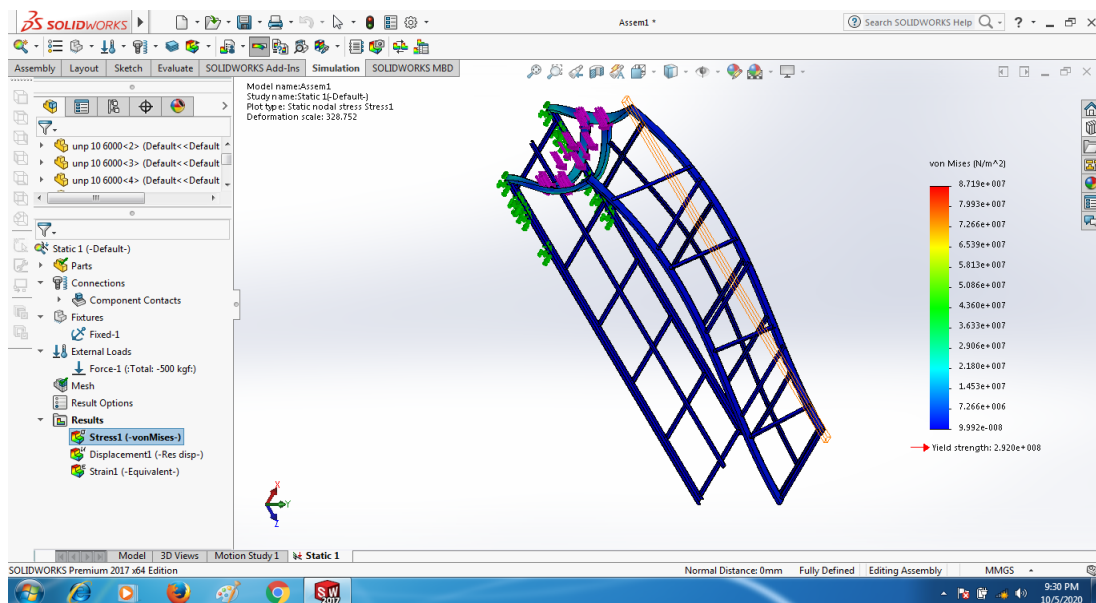 SOLIDWORKS
Assem1 *
Search SOLIDWORKS Help
Assembly Layout Sketch Evaluate SOLIDWORKS Add-Ins Simulation SOLIDWORKS MBD
Model name:Assem1
Study name:Static 1(-Default-)
Plot type: Static nodal stress Stress1
Deformation scale: 328.752
unp 10 6000<2> (Default<<Default
unp 10 6000<3> (Default<<Default
unp 10 6000<4> (Default<<Default
Static 1 (-Default-)
Parts
Connections
Component Contacts
Fixtures
Fixed-1
External Loads
Force-1 (:Total: -500 kgf:)
Mesh
Result Options
Results
Stress1 (-vonMises-)
Displacement1 (-Res disp-)
Strain1 (-Equivalent-)
von Mises (N/m^2)
8.719e+007
7.993e+007
7.266e+007
6.539e+007
5.813e+007
5.086e+007
4.360e+007
3.633e+007
2.906e+007
2.180e+007
1.453e+007
7.266e+006
9.992e-008
Yield strength: 2.920e+008
X
Y
Z
Model 3D Views Motion Study 1 Static 1
SOLIDWORKS Premium 2017 x64 Edition
Normal Distance: 0mm Fully Defined Editing Assembly MMGS
SW
2017
9:30 PM
10/5/2020